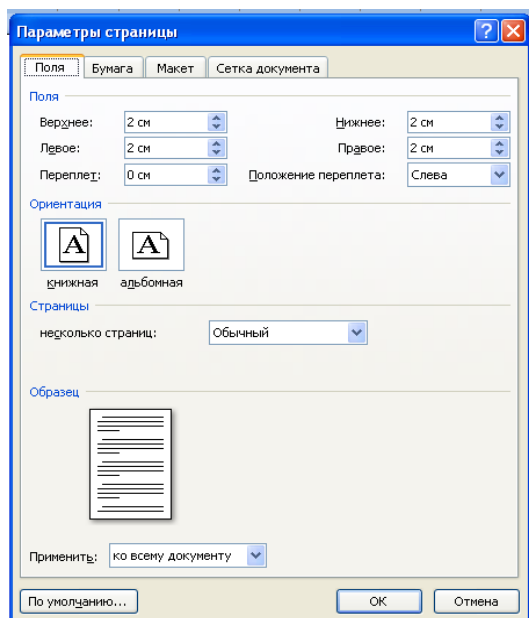 Параметры страницы
Поля Бумага Макет Сетка документа
Поля
Верхнее: 2 см Нижнее: 2 см
Левое: 2 см Правое: 2 см
Переплет: 0 см Положение переплета: Слева
Ориентация
A A
книжная альбомная
Страницы
несколько страниц: Обычный
Образец
Применить: ко всему документу
По умолчанию... ОК Отмена